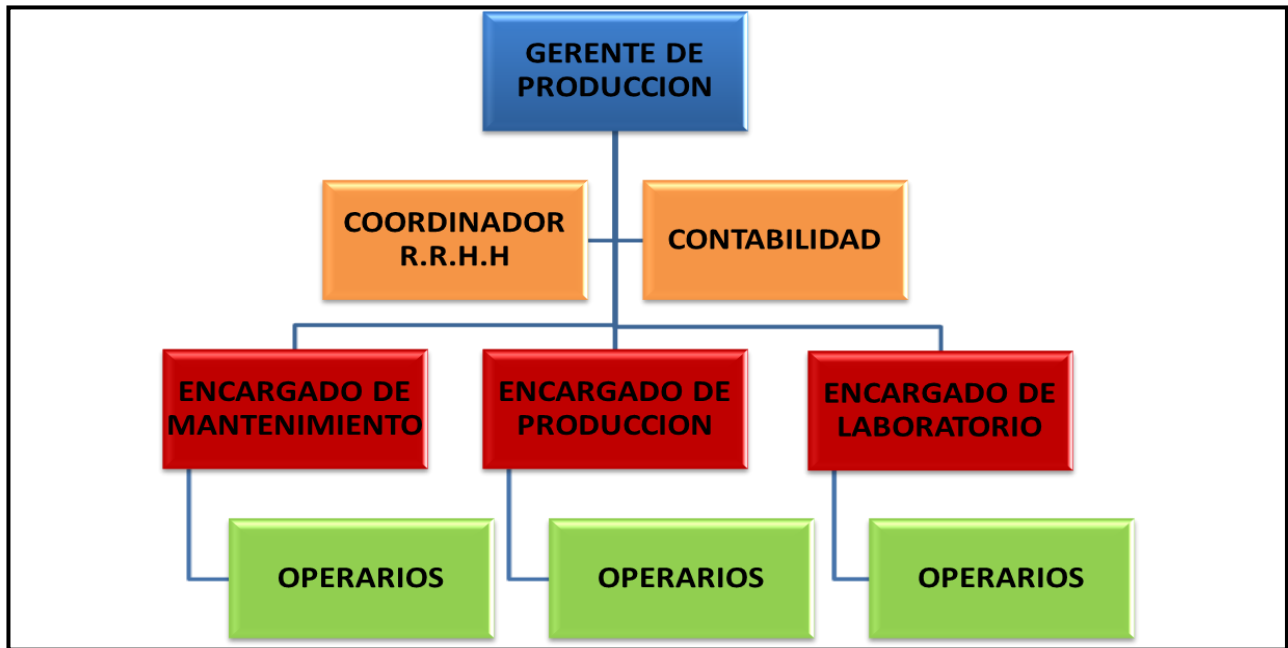 GERENTE DE
PRODUCCION
COORDINADOR
R.R.H.H
CONTABILIDAD
ENCARGADO DE
MANTENIMIENTO
ENCARGADO DE
PRODUCCION
ENCARGADO DE
LABORATORIO
OPERARIOS
OPERARIOS
OPERARIOS